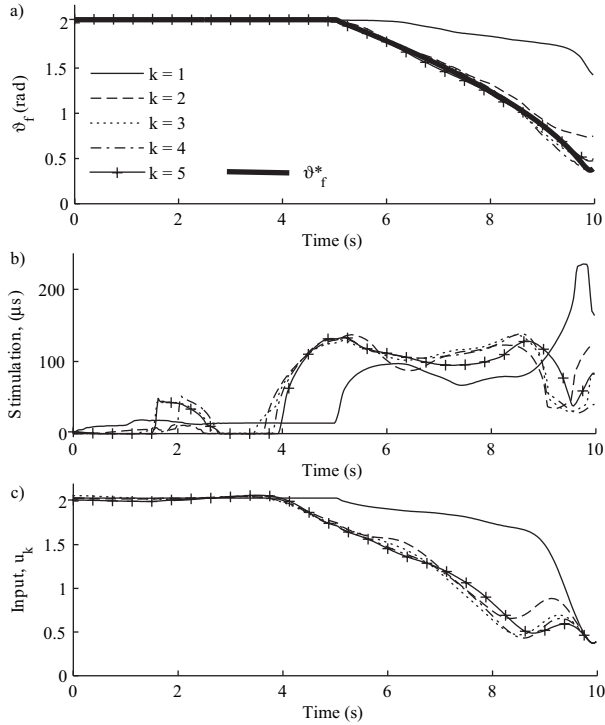 a)
2
1.5
1
0.5
0
ϑf (rad)
k = 1
k = 2
k = 3
k = 4
k = 5
ϑ*f
0 2 4 6 8 10
Time (s)
b)
200
100
0
Stimulation, (μs)
0 2 4 6 8 10
Time (s)
c)
2
1.5
1
0.5
0
Input, uk
0 2 4 6 8 10
Time (s)